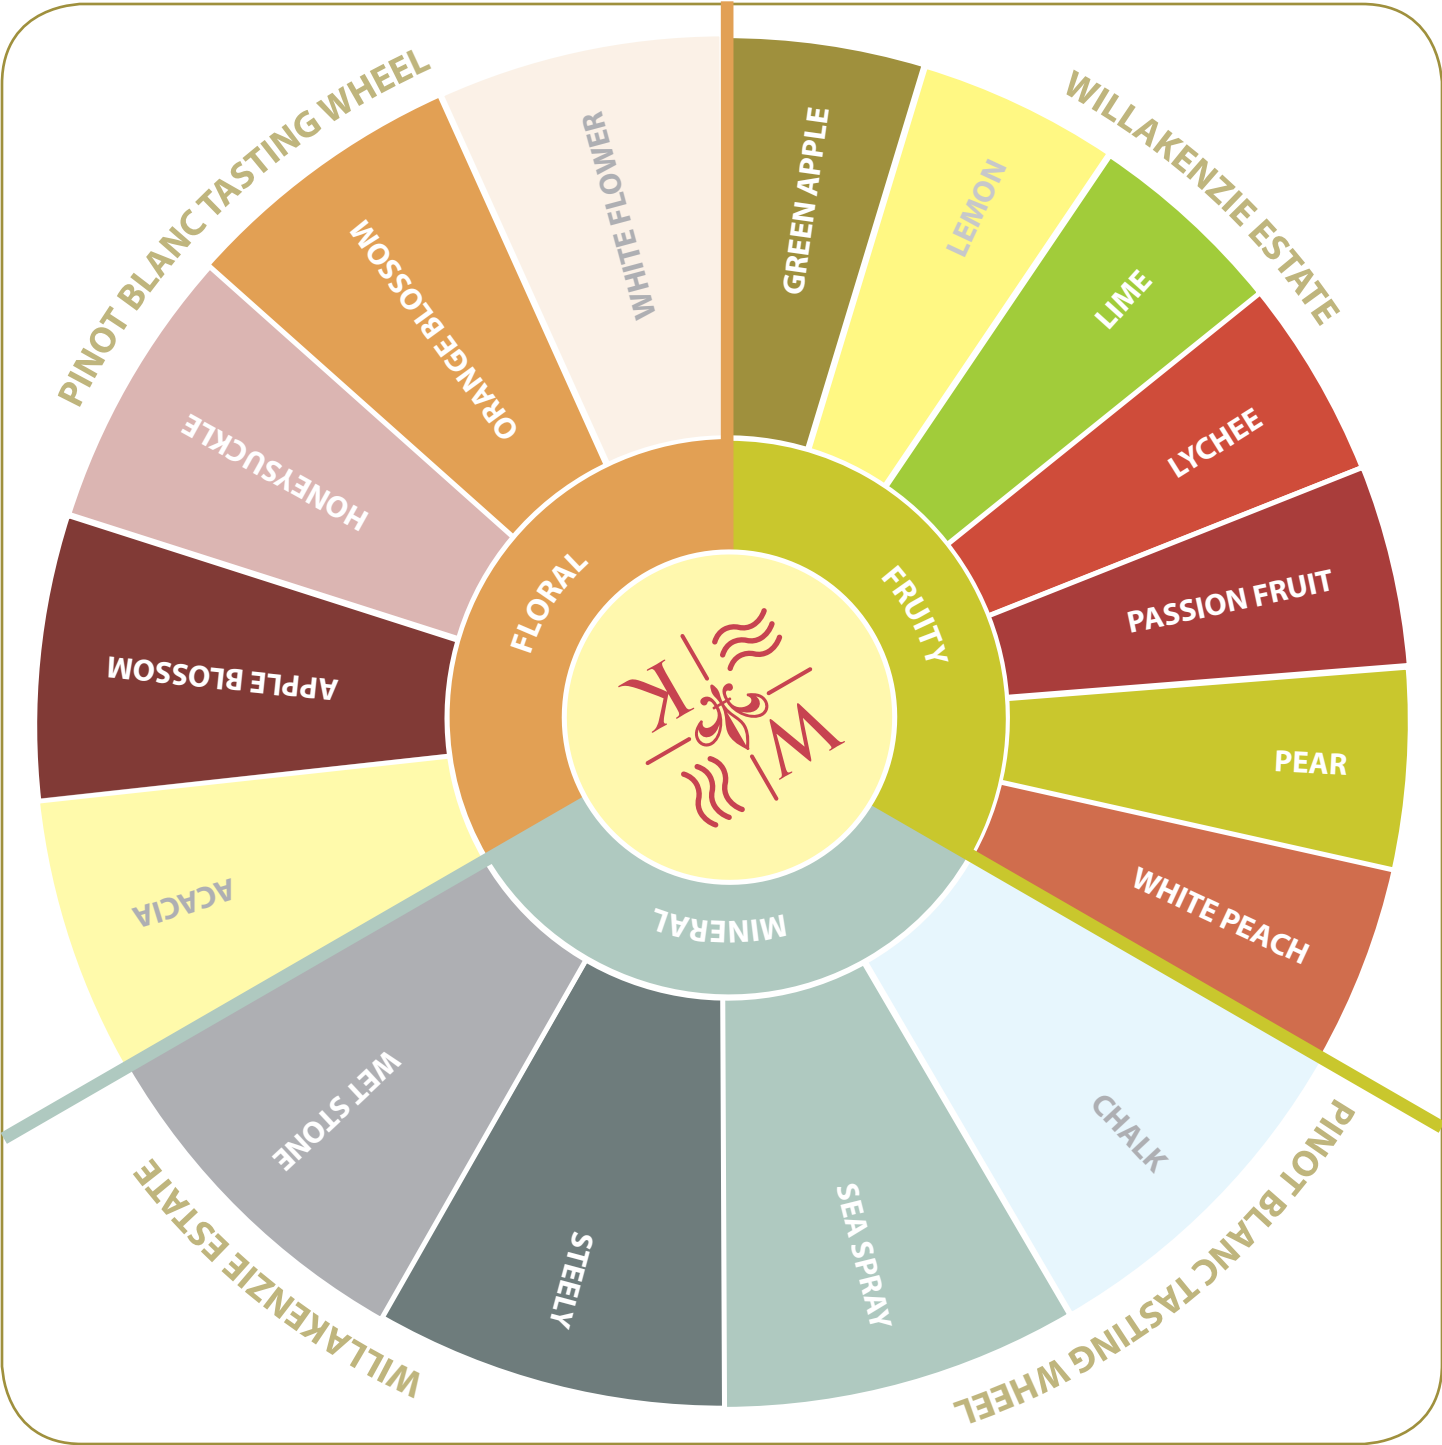 PINOT BLANC TASTING WHEEL
WILLAKENZIE ESTATE
FRUITY
GREEN APPLE
LEMON
LIME
LYCHEE
PASSION FRUIT
PEAR
WHITE PEACH
MINERAL
CHALK
SEA SPRAY
STEELY
WET STONE
FLORAL
ACACIA
APPLE BLOSSOM
HONEYSUCKLE
ORANGE BLOSSOM
WHITE FLOWER
W
K
PINOT BLANC TASTING WHEEL
WILLAKENZIE ESTATE